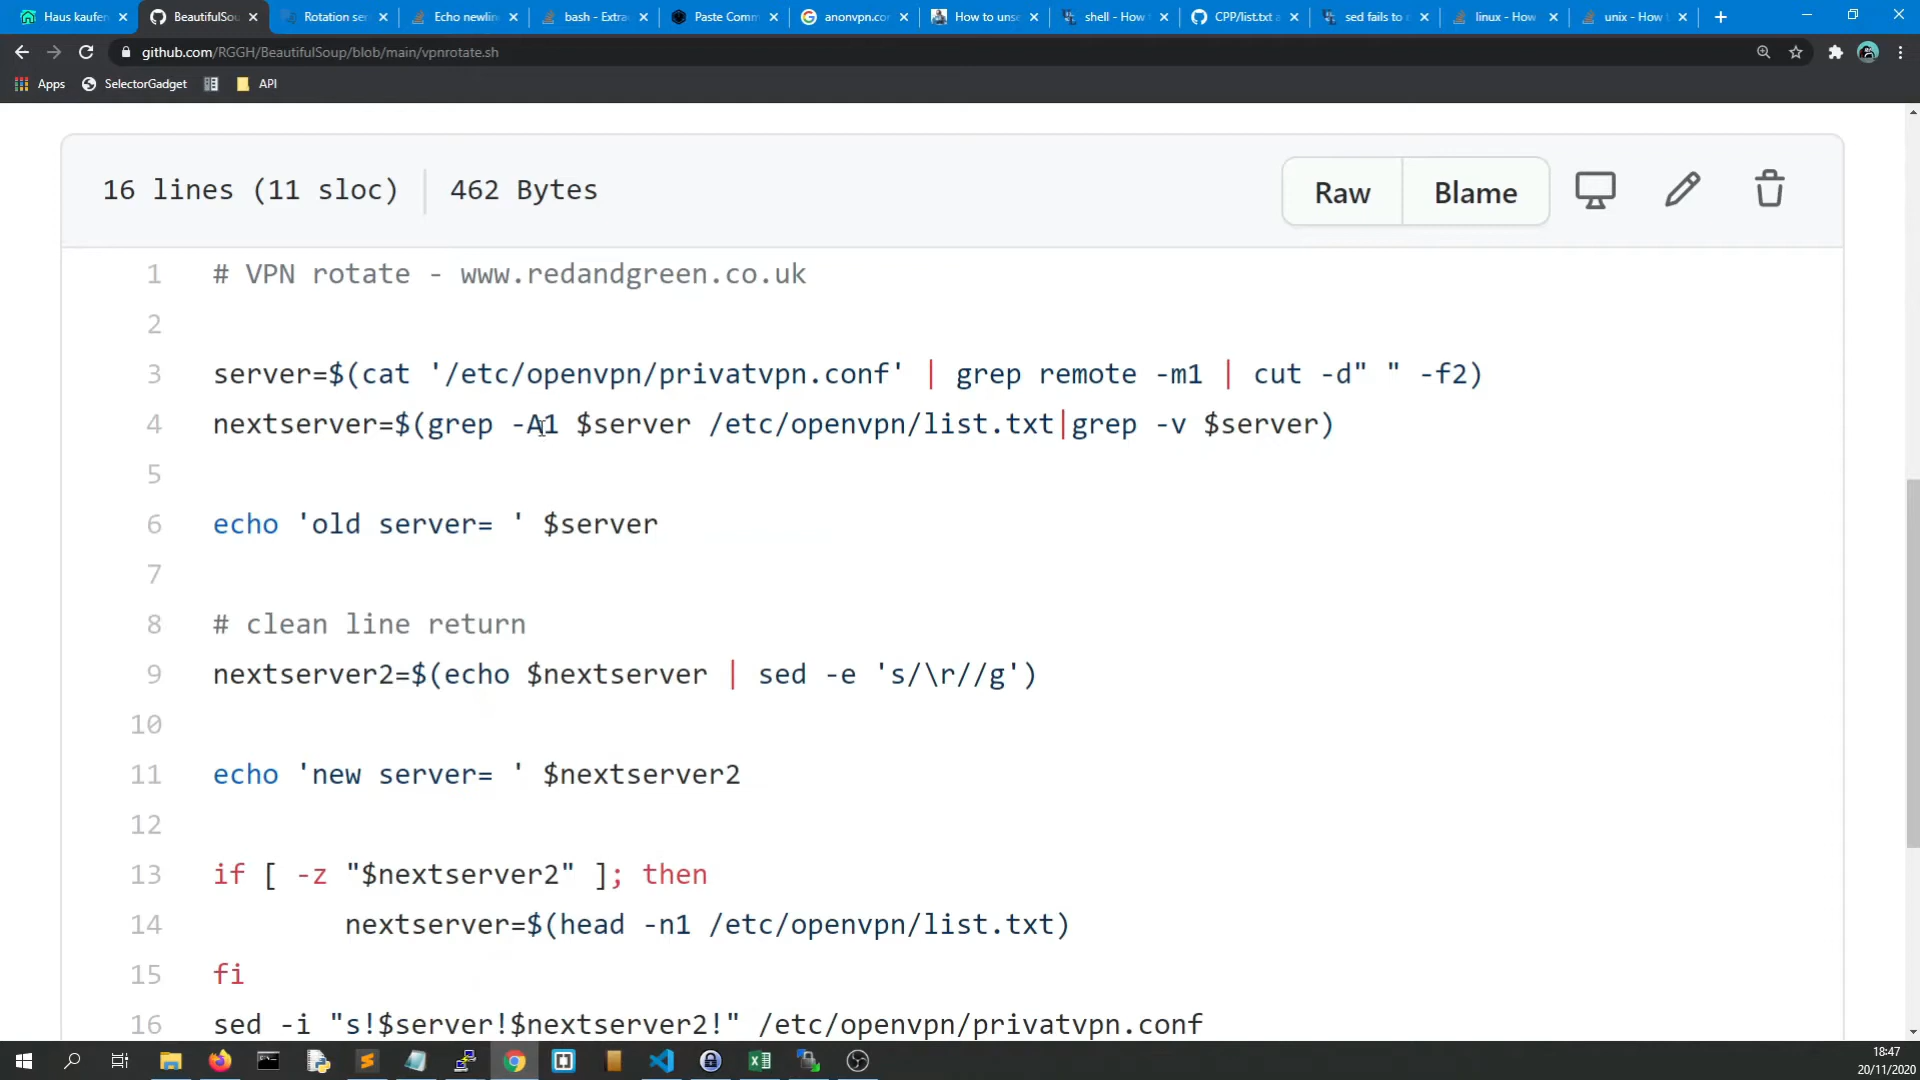 Haus kaufen
BeautifulSou
Rotation ser
Echo newlin
bash - Extra
Paste Comm
anonvpn.cor
How to unse
shell - How
CPP/list.txt a
sed fails to
linux - How
unix - How
github.com/RGGH/BeautifulSoup/blob/main/vpnrotate.sh
Apps
SelectorGadget
API
16 lines (11 sloc)
462 Bytes
Raw
Blame
1 # VPN rotate - www.redandgreen.co.uk
2
3 server=$(cat '/etc/openvpn/privatvpn.conf' | grep remote -m1 | cut -d" " -f2)
4 nextserver=$(grep -A1 $server /etc/openvpn/list.txt|grep -v $server)
5
6 echo 'old server= ' $server
7
8 # clean line return
9 nextserver2=$(echo $nextserver | sed -e 's/\r//g')
10
11 echo 'new server= ' $nextserver2
12
13 if [ -z "$nextserver2" ]; then
14 nextserver=$(head -n1 /etc/openvpn/list.txt)
15 fi
16 sed -i "s!$server!$nextserver2!" /etc/openvpn/privatvpn.conf
18:47
20/11/2020